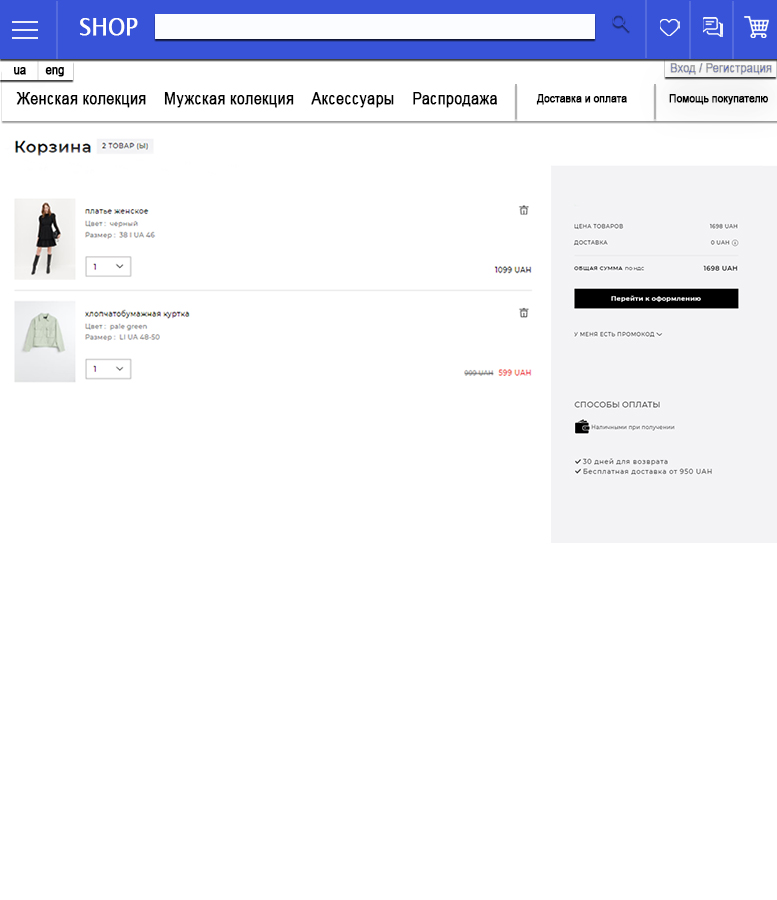 SHOP
ua eng
Вход / Регистрация
Женская колекция Мужская колекция Аксессуары Распродажа Доставка и оплата Помощь покупателю
Корзина 2 ТОВАР (Ы)
платье женское
Цвет : черный
Размер : 38 I UA 46
1
1099 UAH
хлопчатобумажная куртка
Цвет : pale green
Размер : LI UA 48-50
1
999 UAH 599 UAH
ЦЕНА ТОВАРОВ 1698 UAH
ДОСТАВКА 0 UAH
ОБЩАЯ СУММА ПО НДС 1698 UAH
Перейти к оформлению
У МЕНЯ ЕСТЬ ПРОМОКОД
СПОСОБЫ ОПЛАТЫ
Наличными при получении
30 дней для возврата
Бесплатная доставка от 950 UAH